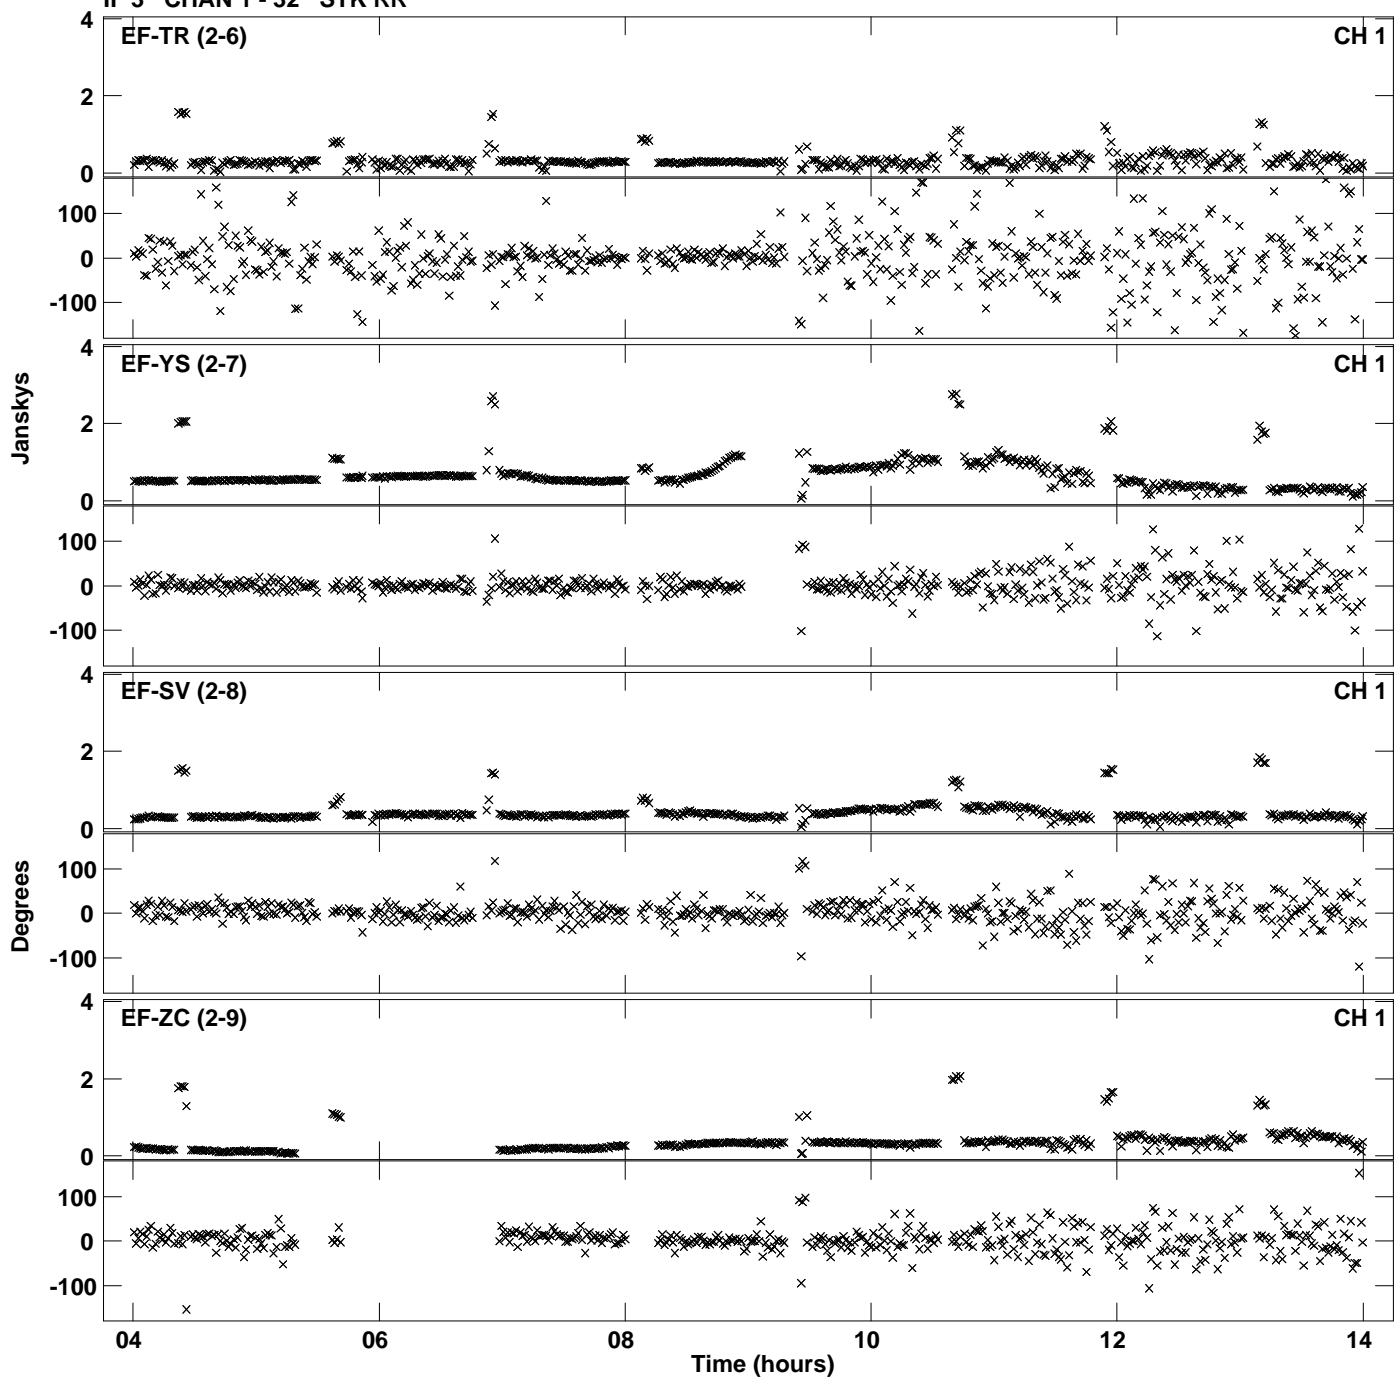 IF 3 CHAN 1 - 32 STK RR
4
EF-TR (2-6) CH 1
2
0
100
0
-100
4
EF-YS (2-7) CH 1
Janskys
2
0
100
0
-100
4
EF-SV (2-8) CH 1
2
0
Degrees
100
0
-100
4
EF-ZC (2-9) CH 1
2
0
100
0
-100
04 06 08 10 12 14
Time (hours)